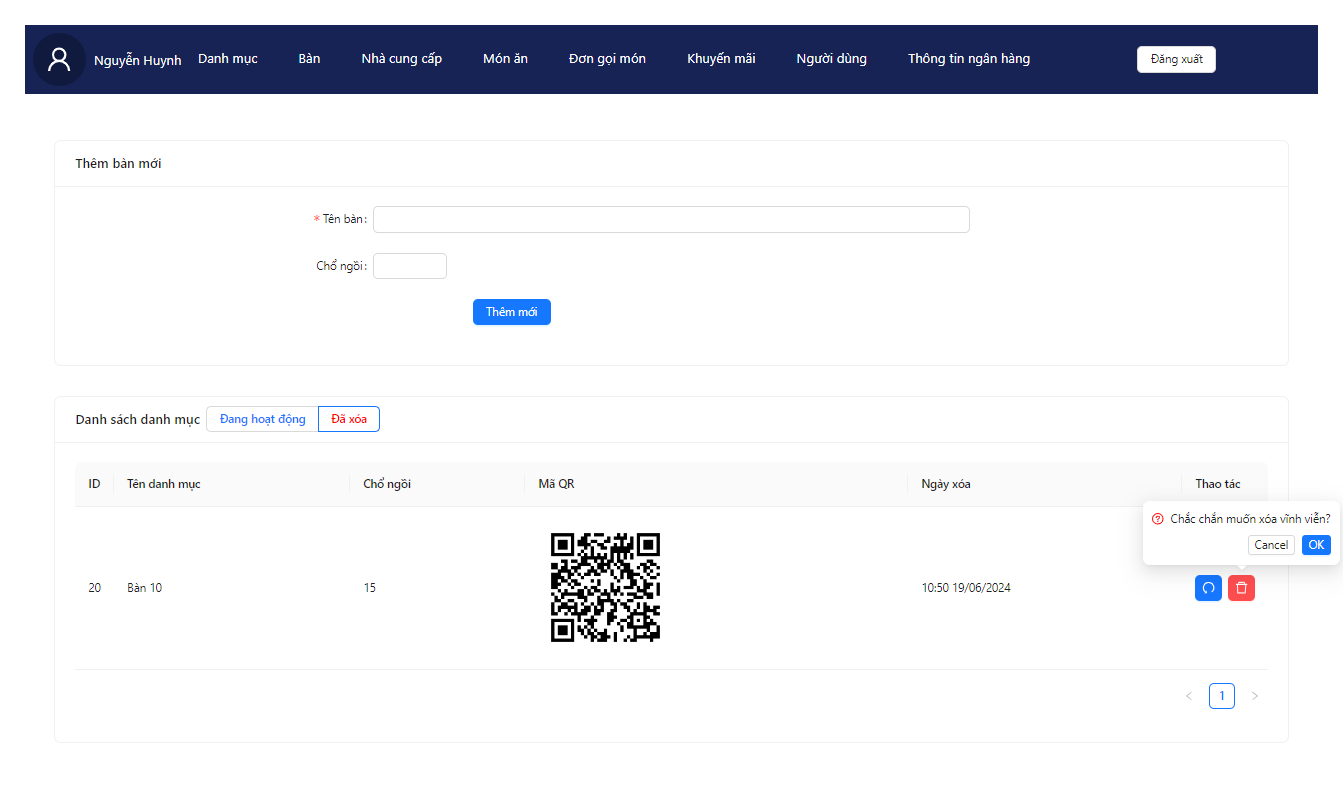 Nguyễn Huynh Danh mục Bàn Nhà cung cấp Món ăn Đơn gọi món Khuyến mãi Người dùng Thông tin ngân hàng Đăng xuất
Thêm bàn mới
* Tên bàn:
Chổ ngồi:
Thêm mới
Danh sách danh mục Đang hoạt động Đã xóa
ID Tên danh mục Chổ ngồi Mã QR Ngày xóa Thao tác
Chắc chắn muốn xóa vĩnh viễn?
Cancel OK
20 Bàn 10 15 10:50 19/06/2024
< 1 >